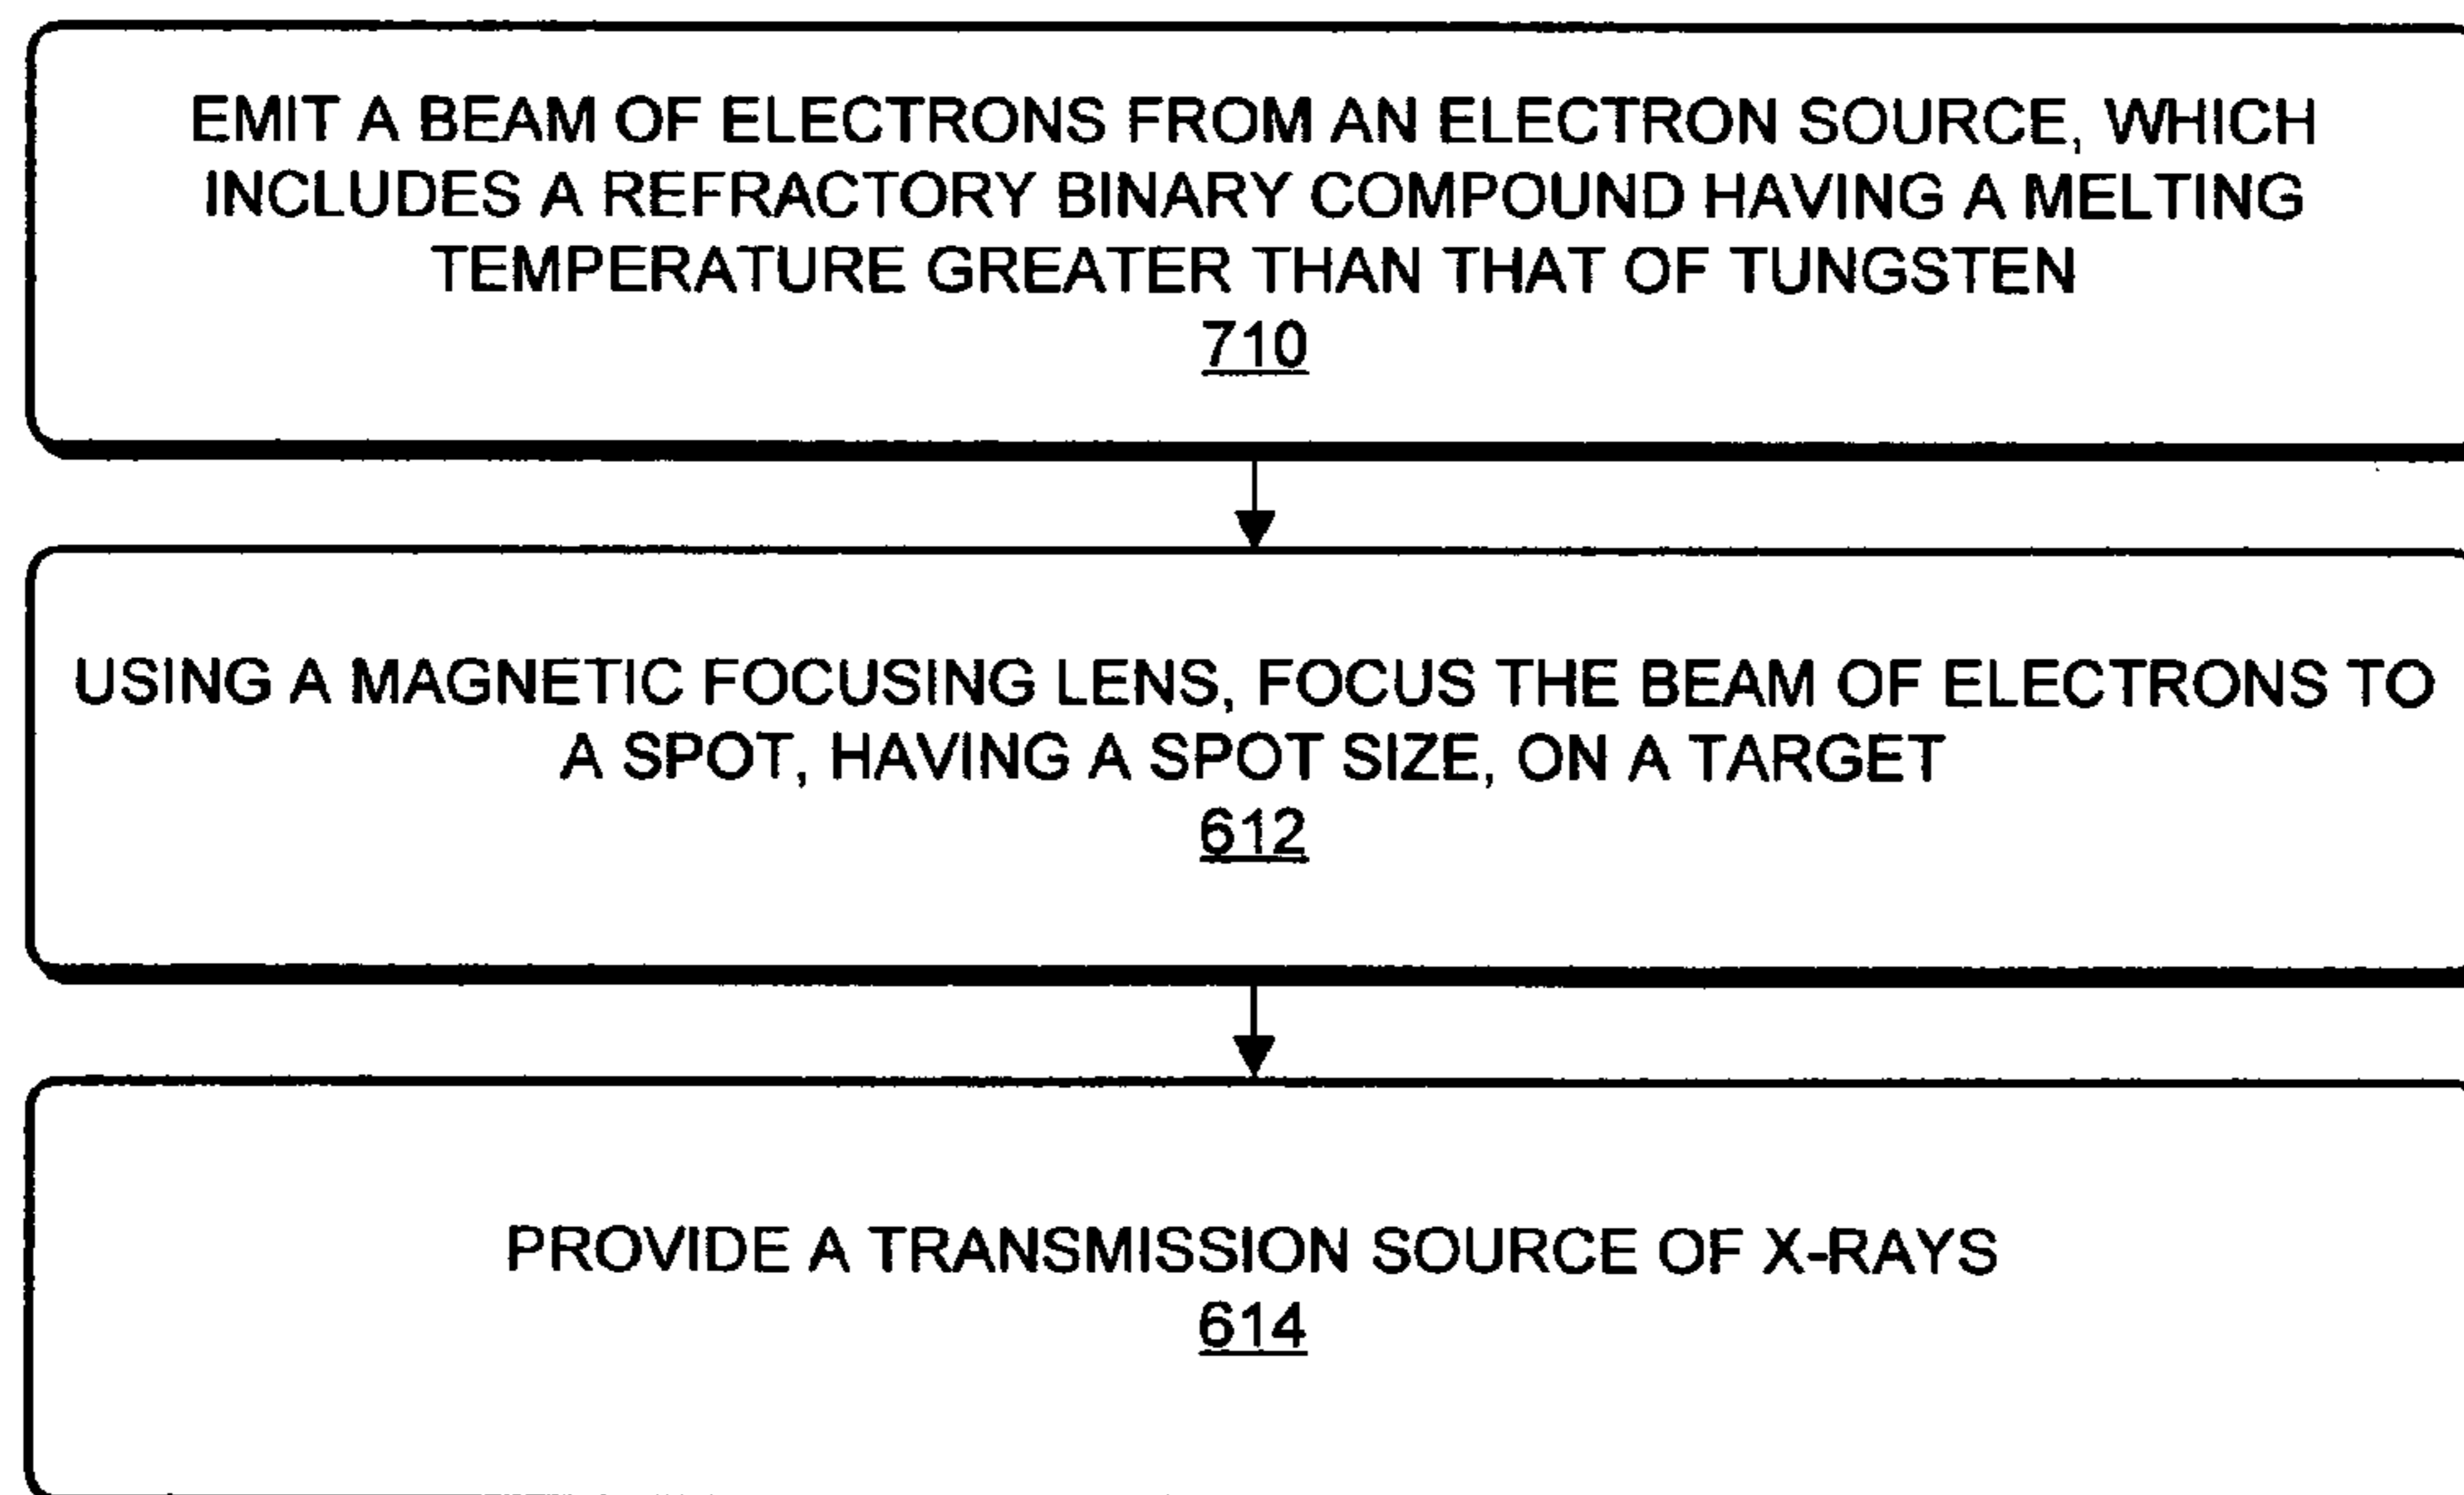 EMIT A BEAM OF ELECTRONS FROM AN ELECTRON SOURCE, WHICH
INCLUDES A REFRACTORY BINARY COMPOUND HAVING A MELTING
TEMPERATURE GREATER THAN THAT OF TUNGSTEN
710
USING A MAGNETIC FOCUSING LENS, FOCUS THE BEAM OF ELECTRONS TO
A SPOT, HAVING A SPOT SIZE, ON A TARGET
612
PROVIDE A TRANSMISSION SOURCE OF X-RAYS
614